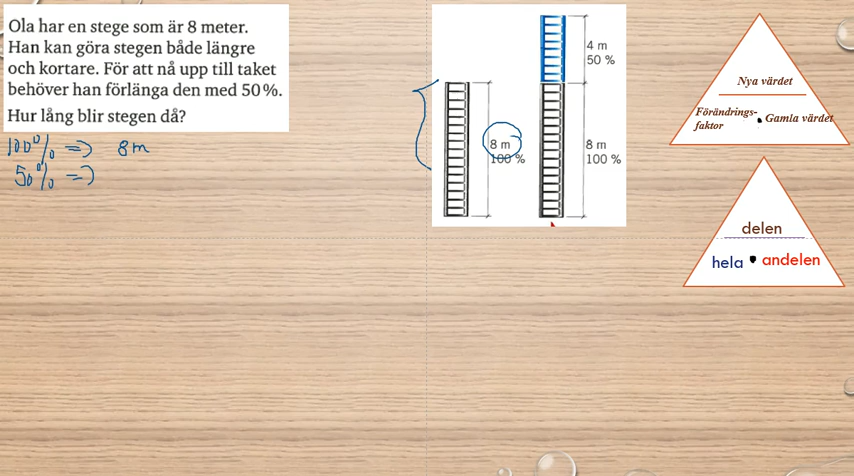 Ola har en stege som är 8 meter.
Han kan göra stegen både längre
och kortare. För att nå upp till taket
behöver han förlänga den med 50%.
Hur lång blir stegen då?
100% => 8 m
50% =>
8 m
100 %
4 m
50 %
8 m
100 %
Nya värdet
Förändrings-
faktor • Gamla värdet
delen
hela • andelen